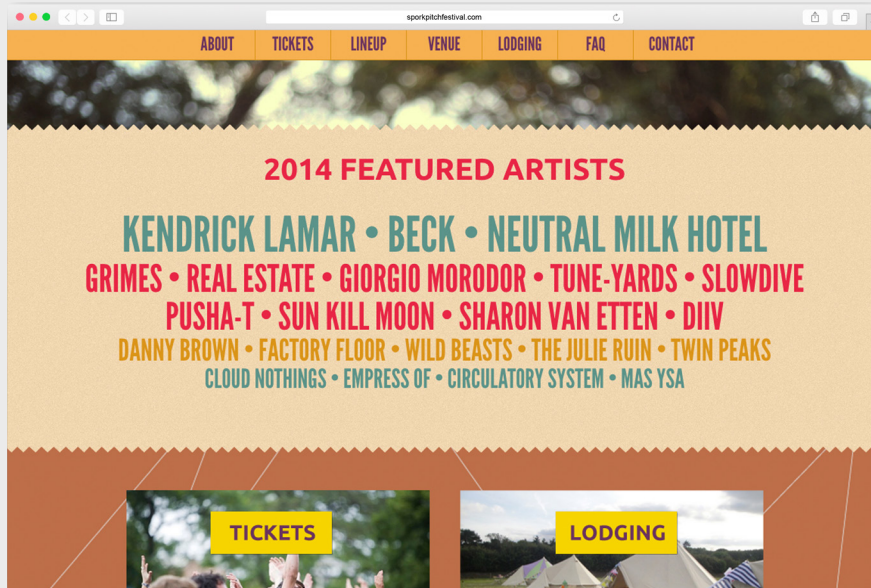 sporkpitchfestival.com
ABOUT TICKETS LINEUP VENUE LODGING FAQ CONTACT
2014 FEATURED ARTISTS
KENDRICK LAMAR • BECK • NEUTRAL MILK HOTEL
GRIMES • REAL ESTATE • GIORGIO MORODOR • TUNE-YARDS • SLOWDIVE
PUSHA-T • SUN KILL MOON • SHARON VAN ETTEN • DIIV
DANNY BROWN • FACTORY FLOOR • WILD BEASTS • THE JULIE RUIN • TWIN PEAKS
CLOUD NOTHINGS • EMPRESS OF • CIRCULATORY SYSTEM • MAS YSA
TICKETS LODGING